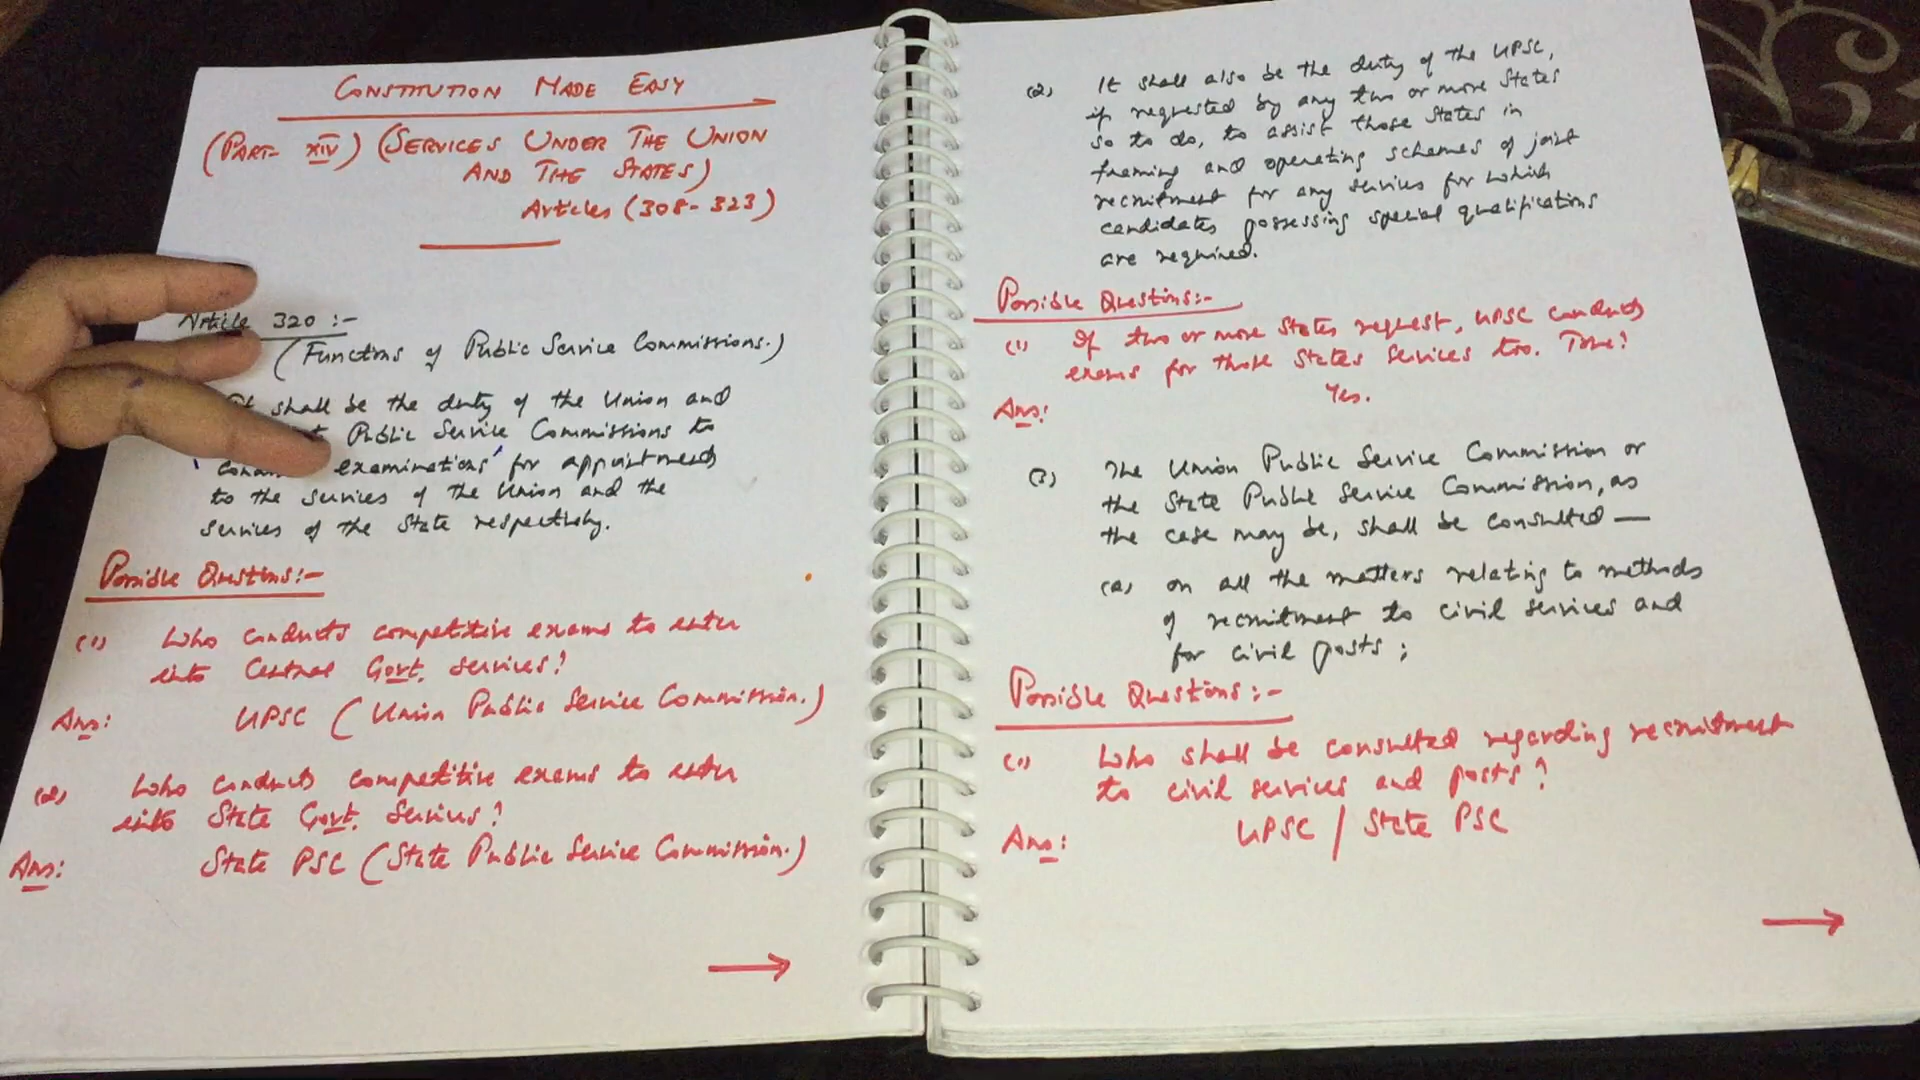 CONSTITUTION MADE EASY
(PART- XIV) (SERVICES UNDER THE UNION
AND THE STATES)
Articles (308-323)
Article 320 :-
(Functions of Public Service Commissions.)
shall be the duty of the Union and
Public Service Commissions to
examinations' for appointments
to the services of the Union and the
services of the State respectively.
Possible Questions:-
(1) Who conducts competitive exams to enter
into Central Govt. services?
Ans: UPSC (Union Public Service Commission.)
(2) Who conducts competitive exams to enter
into State Govt. Services?
Ans: State PSC (State Public Service Commission.)
(2) It shall also be the duty of the UPSC,
if requested by any two or more States
so to do, to assist those States in
framing and operating schemes of joint
recruitment for any services for which
candidates possessing special qualifications
are required.
Possible Questions:-
(1) If two or more States request, UPSC conducts
exams for those States Services too. True?
Ans: Yes.
(3) The Union Public Service Commission or
the State Public Service Commission, as
the case may be, shall be consulted —
(a) on all the matters relating to methods
of recruitment to civil services and
for civil posts ;
Possible Questions :-
(1) Who shall be consulted regarding recruitment
to civil services and posts?
Ans: UPSC / State PSC